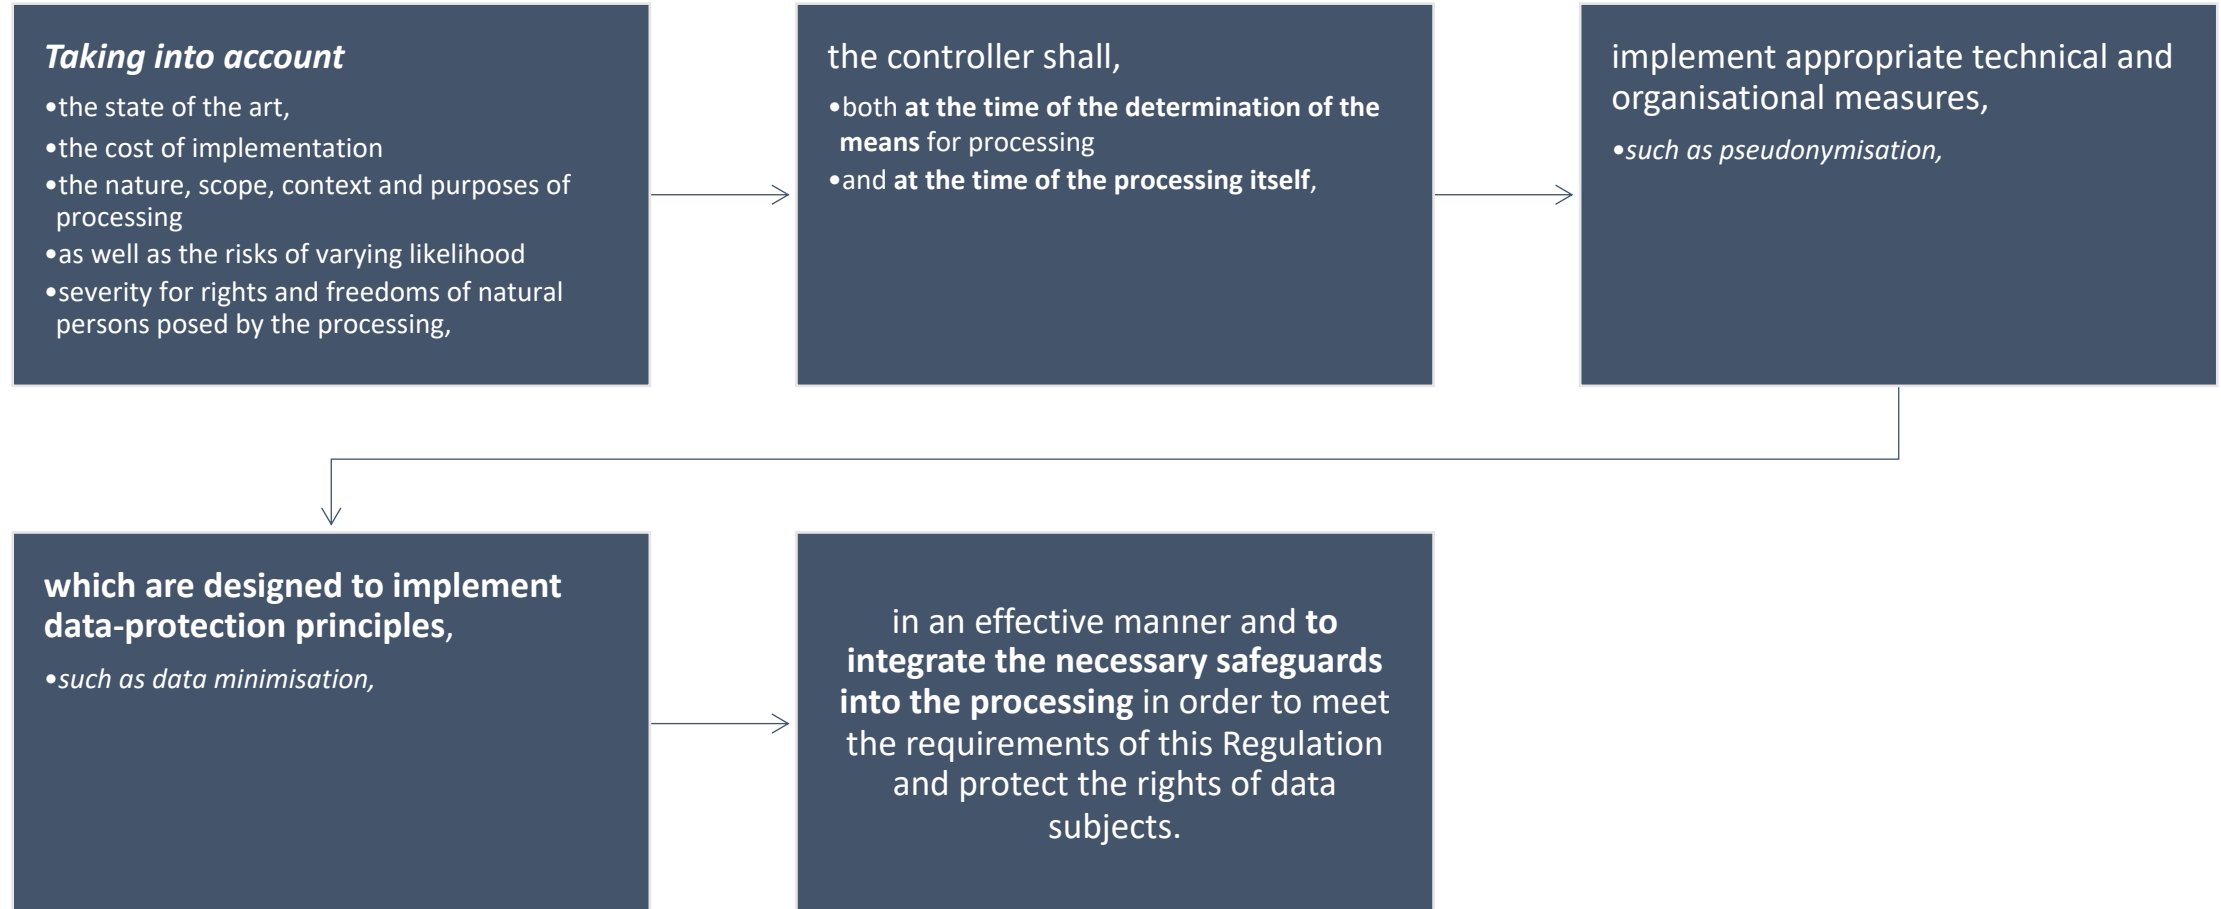 Taking into account
•the state of the art,
•the cost of implementation
•the nature, scope, context and purposes of
processing
•as well as the risks of varying likelihood
•severity for rights and freedoms of natural
persons posed by the processing,
the controller shall,
•both at the time of the determination of the
means for processing
•and at the time of the processing itself,
implement appropriate technical and
organisational measures,
•such as pseudonymisation,
which are designed to implement
data-protection principles,
•such as data minimisation,
in an effective manner and to
integrate the necessary safeguards
into the processing in order to meet
the requirements of this Regulation
and protect the rights of data
subjects.